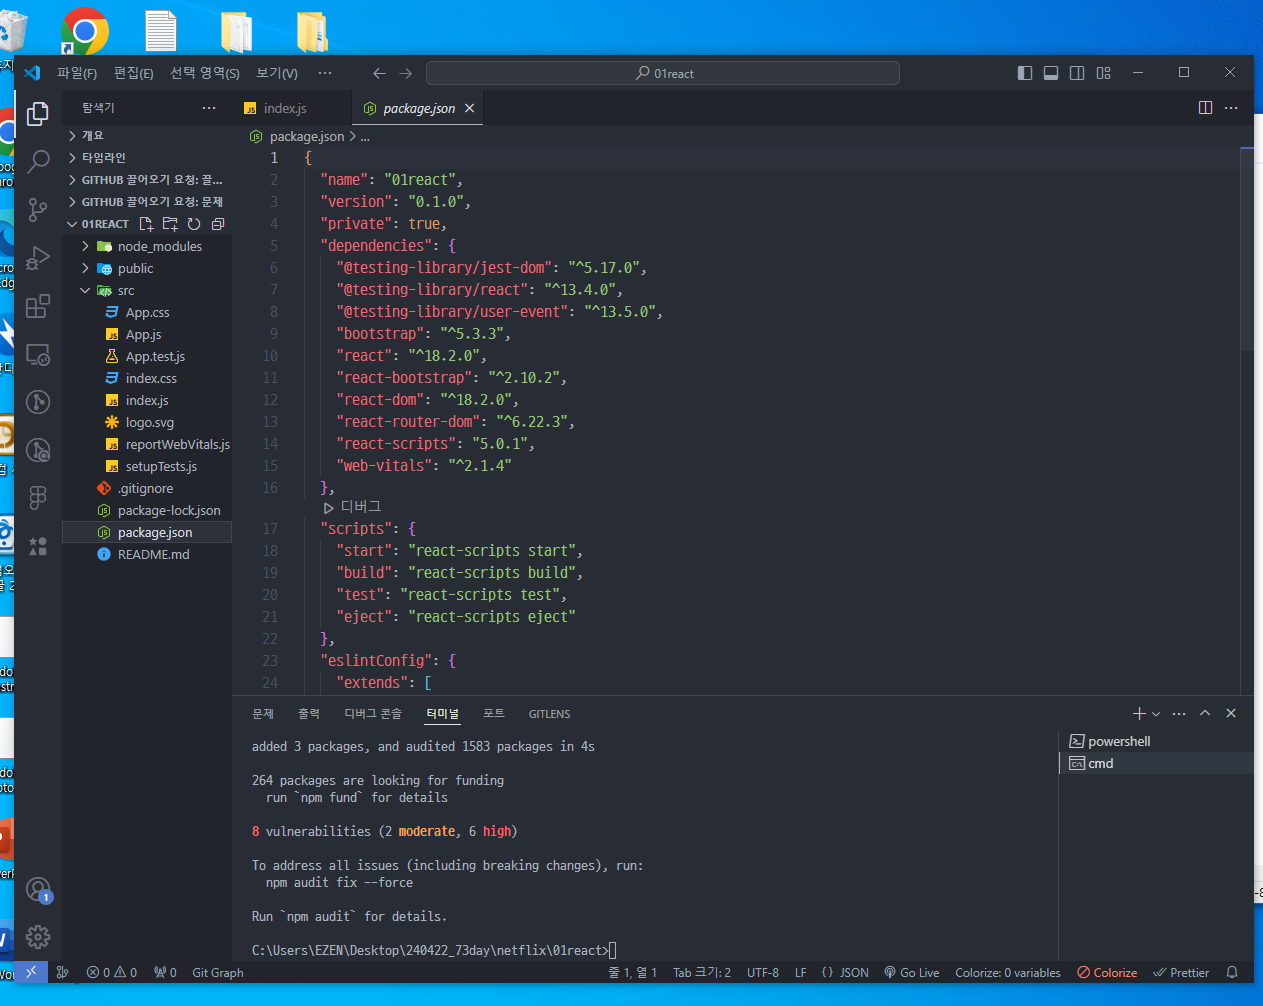 파일(F) 편집(E) 선택 영역(S) 보기(V) ··· 01react
탐색기 ···
index.js package.json
개요
타임라인
GITHUB 끌어오기 요청: 끌...
GITHUB 끌어오기 요청: 문제
01REACT
node_modules
public
src
App.css
App.js
App.test.js
index.css
index.js
logo.svg
reportWebVitals.js
setupTests.js
.gitignore
package-lock.json
package.json
README.md
package.json > ...
1 {
2 "name": "01react",
3 "version": "0.1.0",
4 "private": true,
5 "dependencies": {
6 "@testing-library/jest-dom": "^5.17.0",
7 "@testing-library/react": "^13.4.0",
8 "@testing-library/user-event": "^13.5.0",
9 "bootstrap": "^5.3.3",
10 "react": "^18.2.0",
11 "react-bootstrap": "^2.10.2",
12 "react-dom": "^18.2.0",
13 "react-router-dom": "^6.22.3",
14 "react-scripts": "5.0.1",
15 "web-vitals": "^2.1.4"
16 },
디버그
17 "scripts": {
18 "start": "react-scripts start",
19 "build": "react-scripts build",
20 "test": "react-scripts test",
21 "eject": "react-scripts eject"
22 },
23 "eslintConfig": {
24 "extends": [
문제 출력 디버그 콘솔 터미널 포트 GITLENS
added 3 packages, and audited 1583 packages in 4s
264 packages are looking for funding
run `npm fund` for details
8 vulnerabilities (2 moderate, 6 high)
To address all issues (including breaking changes), run:
npm audit fix --force
Run `npm audit` for details.
C:\Users\EZEN\Desktop\240422_73day\netflix\01react>
powershell
cmd
1
0 0 0 Git Graph 줄 1, 열 1 Tab 크기: 2 UTF-8 LF {} JSON Go Live Colorize: 0 variables Colorize Prettier